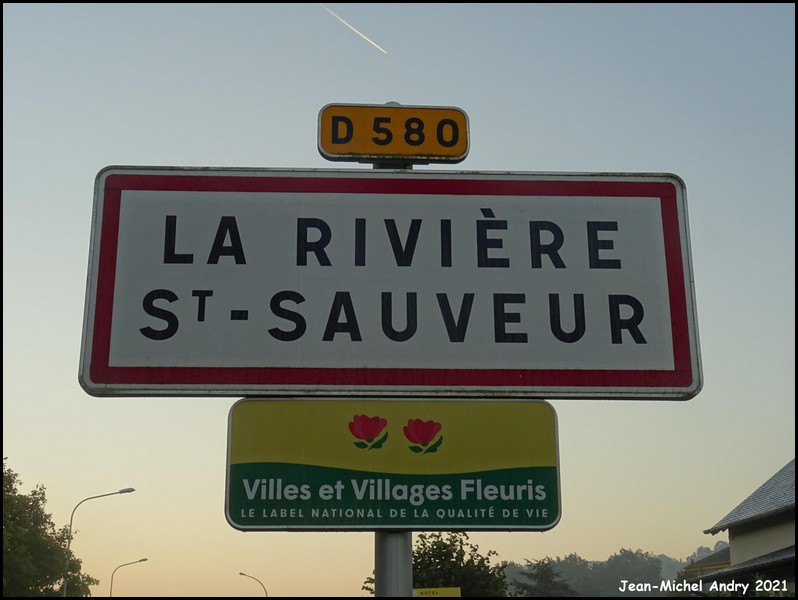 D 580
LA RIVIÈRE
ST-SAUVEUR
Villes et Villages Fleuris
LE LABEL NATIONAL DE LA QUALITÉ DE VIE
HOTEL
Jean-Michel Andry 2021